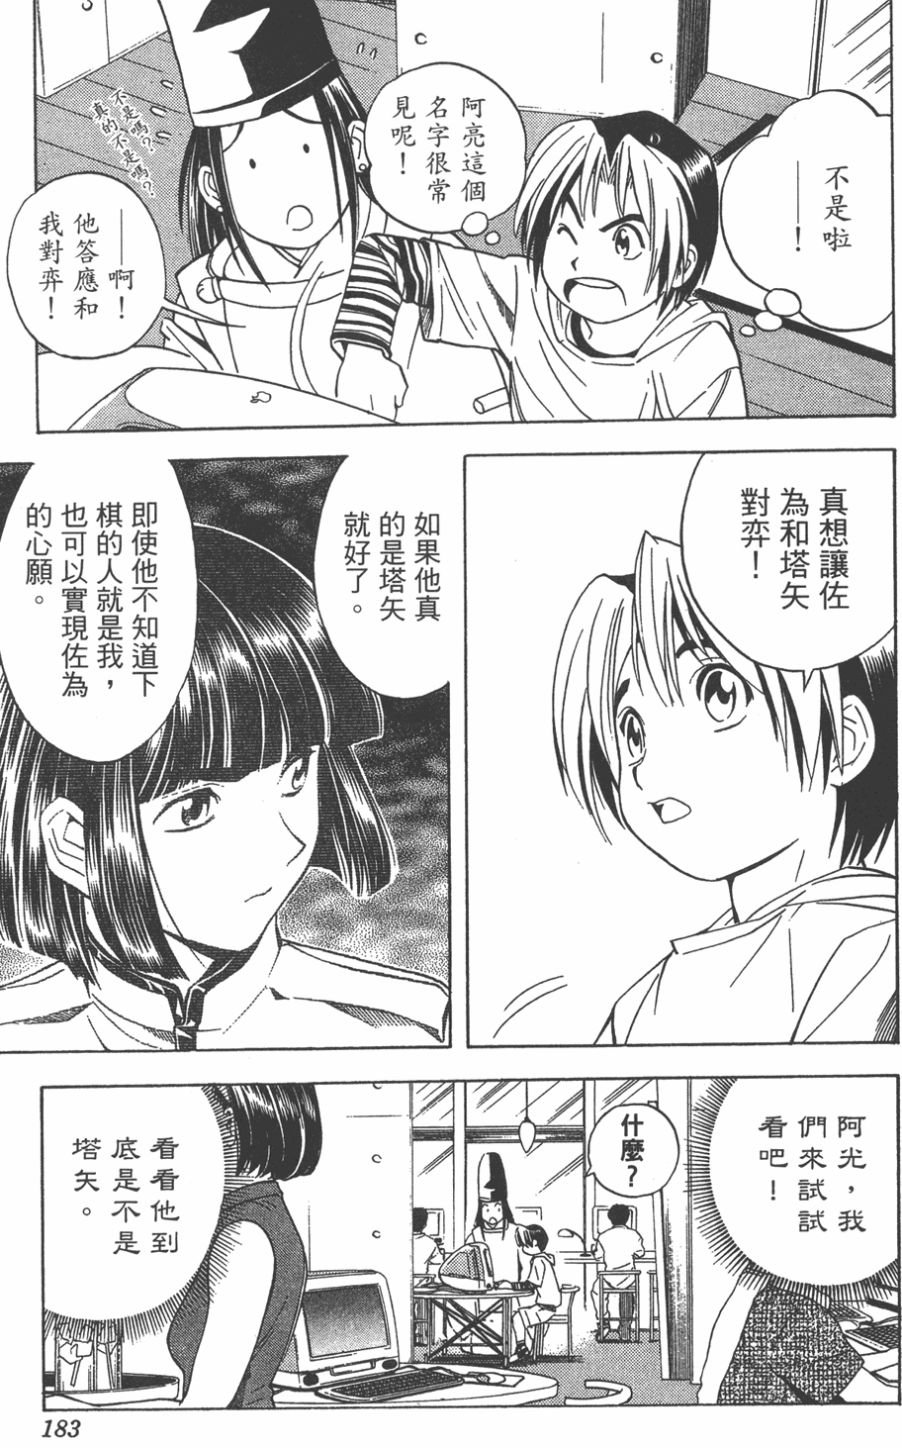 不是啦
——！
阿亮這個
名字很常
見呢！
不是嗎？
真的不是嗎？
——啊！
他答應和
我對弈！
真想讓佐
為和塔矢
對弈！
如果他真
的是塔矢
就好了。
即使他不知道下
棋的人就是我，
也可以實現佐為
的心願。
阿光，我
們來試試
看吧！
什麼？
看看他到
底是不是
塔矢。
183